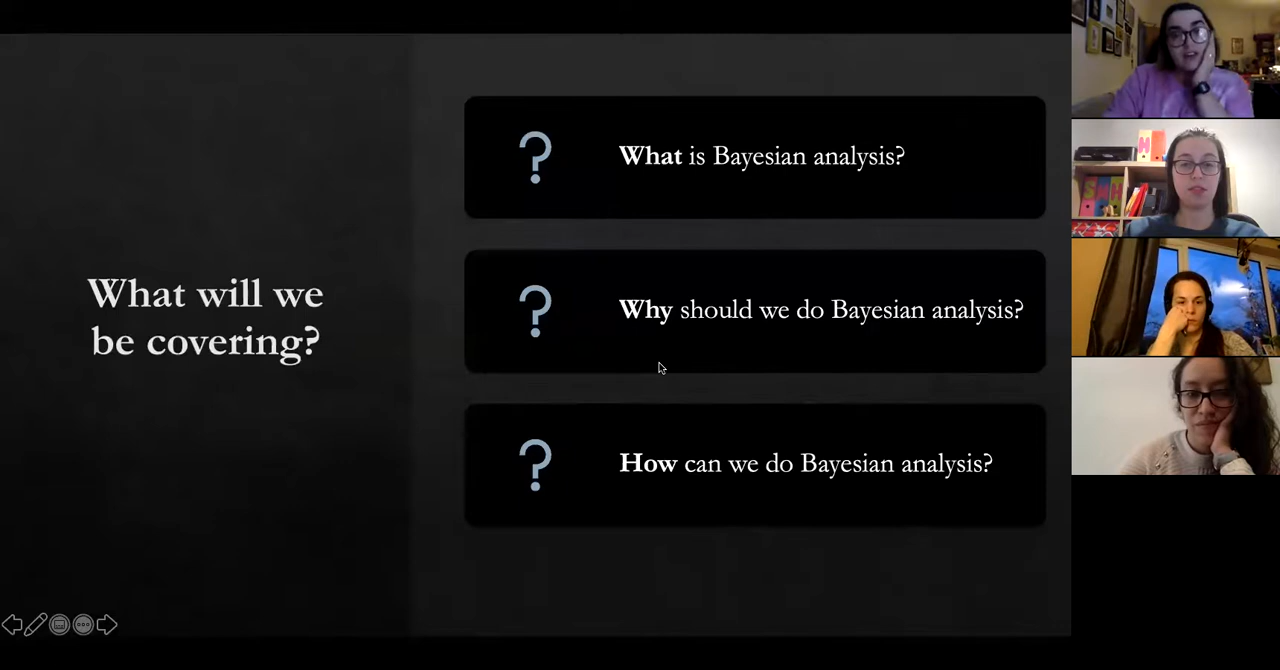 What will we
be covering?
What is Bayesian analysis?
Why should we do Bayesian analysis?
How can we do Bayesian analysis?